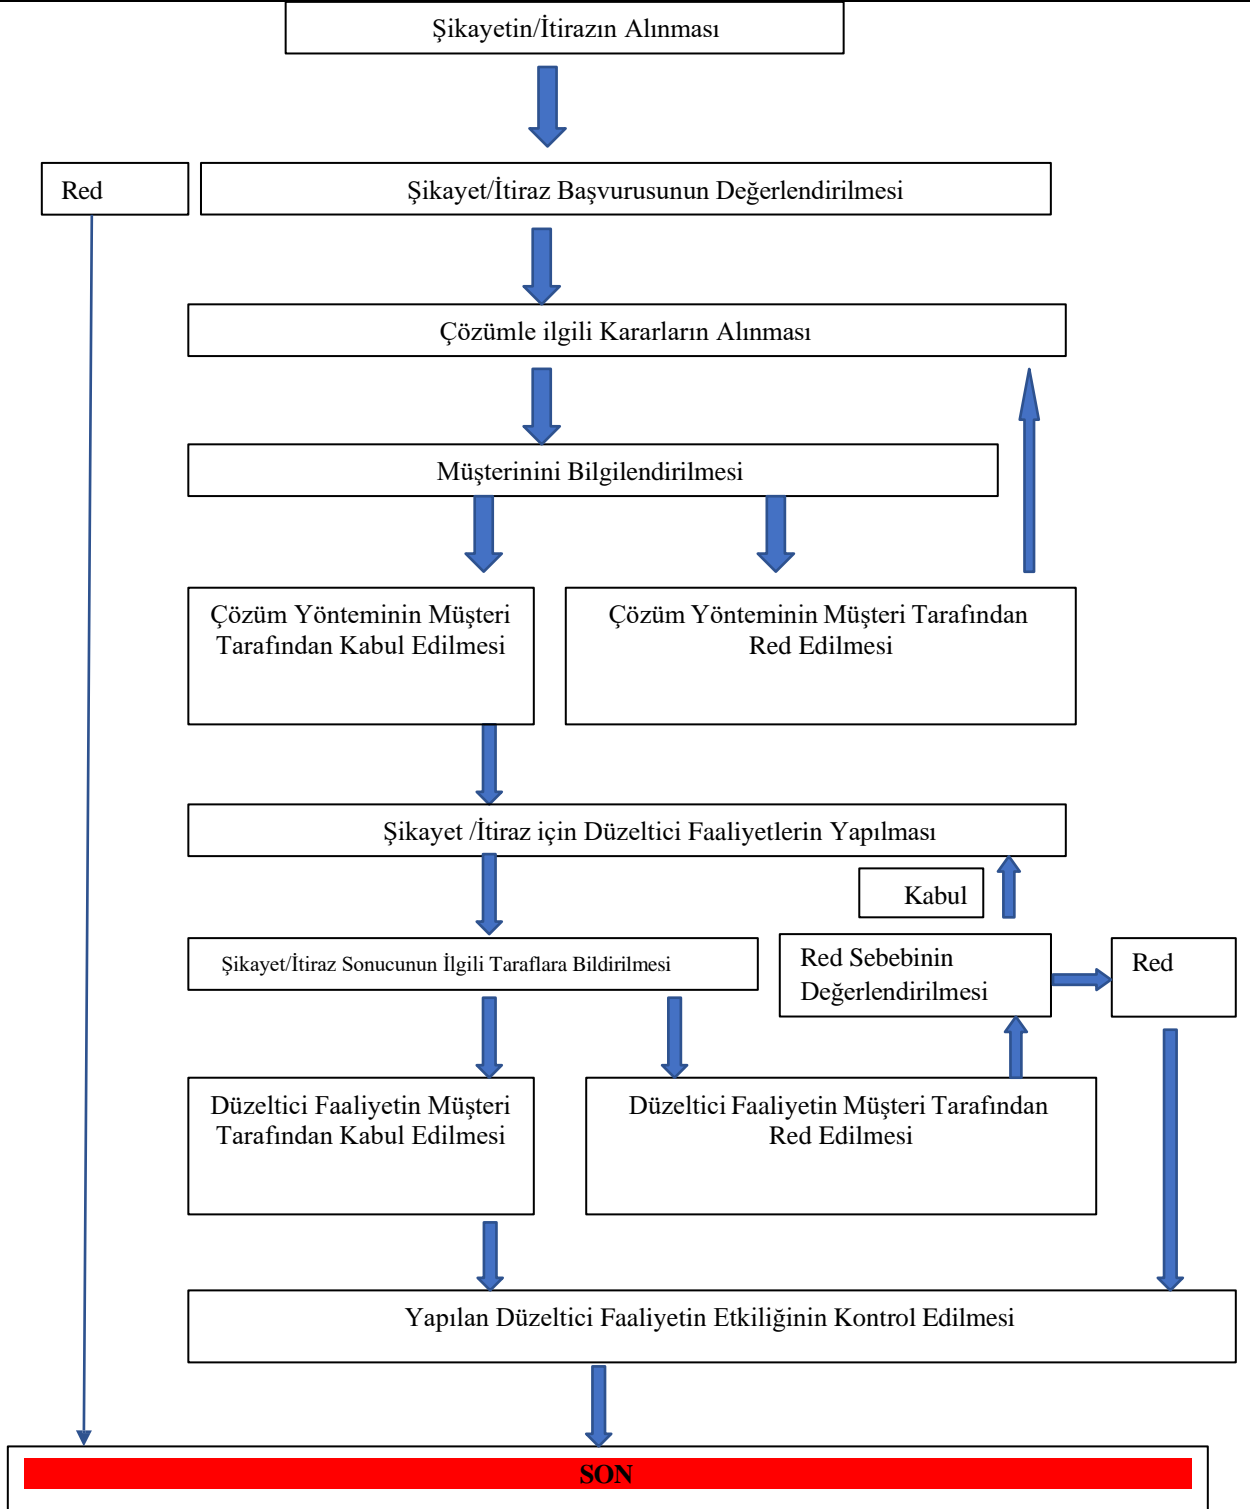 Şikayetin/İtirazın Alınması
Red
Şikayet/İtiraz Başvurusunun Değerlendirilmesi
Çözümle ilgili Kararların Alınması
Müşterinini Bilgilendirilmesi
Çözüm Yönteminin Müşteri
Tarafından Kabul Edilmesi
Çözüm Yönteminin Müşteri Tarafından
Red Edilmesi
Şikayet /İtiraz için Düzeltici Faaliyetlerin Yapılması
Kabul
Şikayet/İtiraz Sonucunun İlgili Taraflara Bildirilmesi
Red Sebebinin
Değerlendirilmesi
Red
Düzeltici Faaliyetin Müşteri
Tarafından Kabul Edilmesi
Düzeltici Faaliyetin Müşteri Tarafından
Red Edilmesi
Yapılan Düzeltici Faaliyetin Etkiliğinin Kontrol Edilmesi
SON